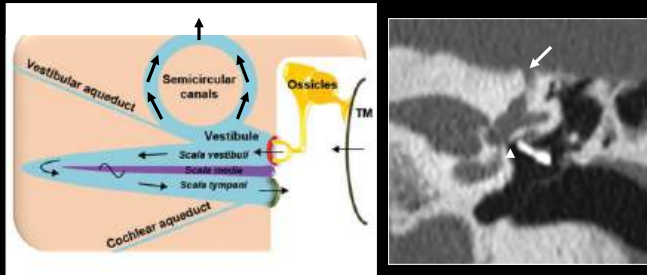 Vestibular aqueduct
Semicircular
canals
Ossicles
TM
Vestibule
Scala vestibuli
Scala media
Scala tympani
Cochlear aqueduct